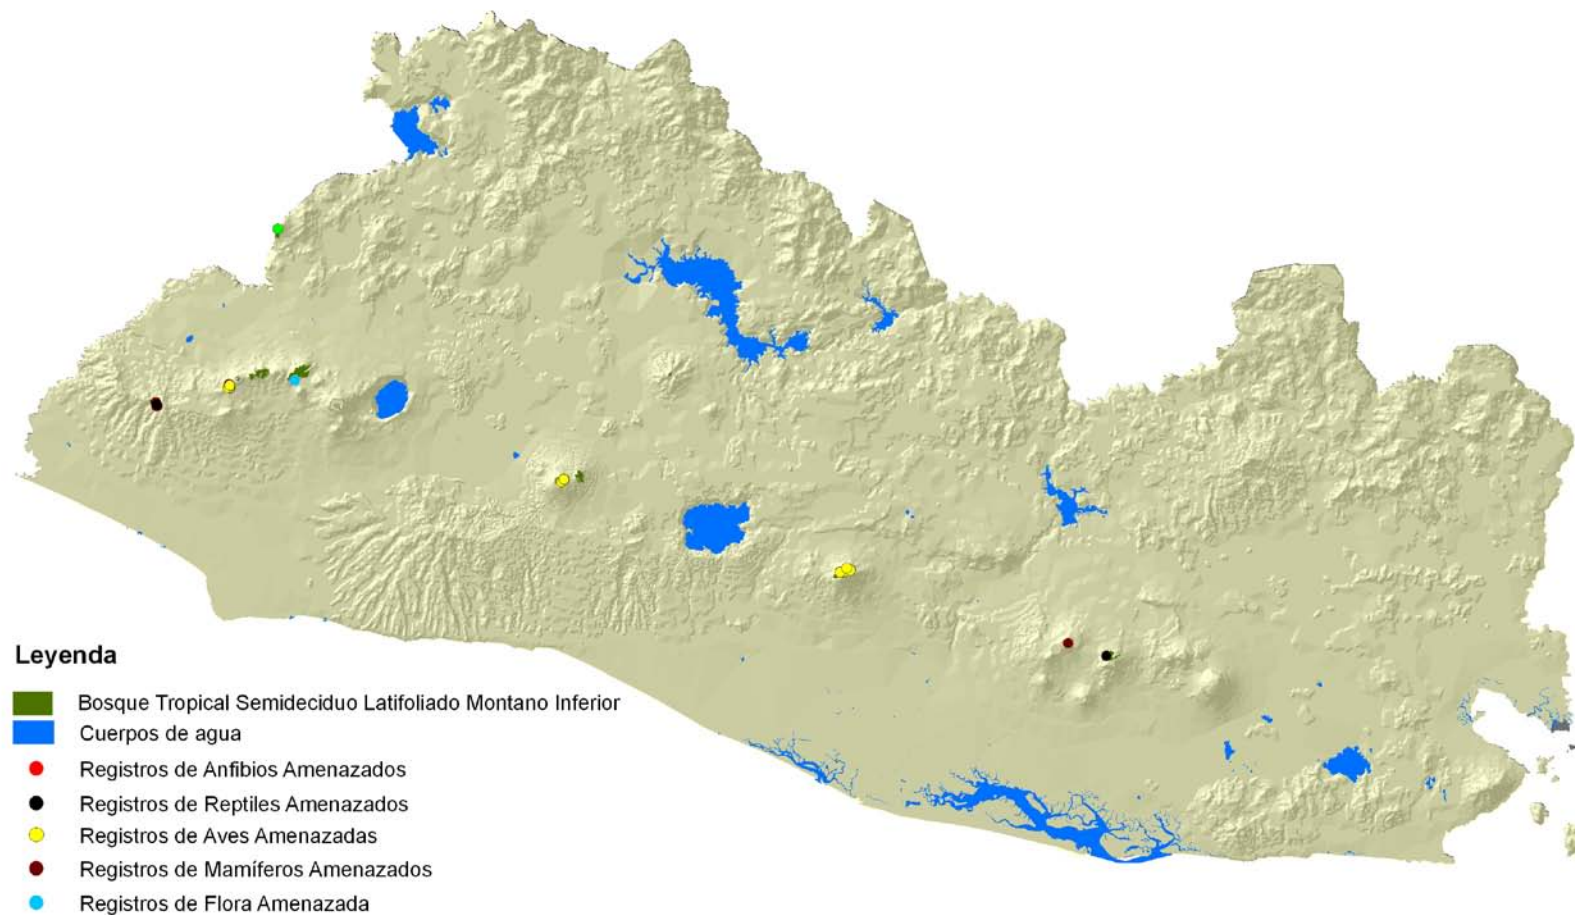 Leyenda
Bosque Tropical Semideciduo Latifoliado Montano Inferior
Cuerpos de agua
Registros de Anfibios Amenazados
Registros de Reptiles Amenazados
Registros de Aves Amenazadas
Registros de Mamíferos Amenazados
Registros de Flora Amenazada